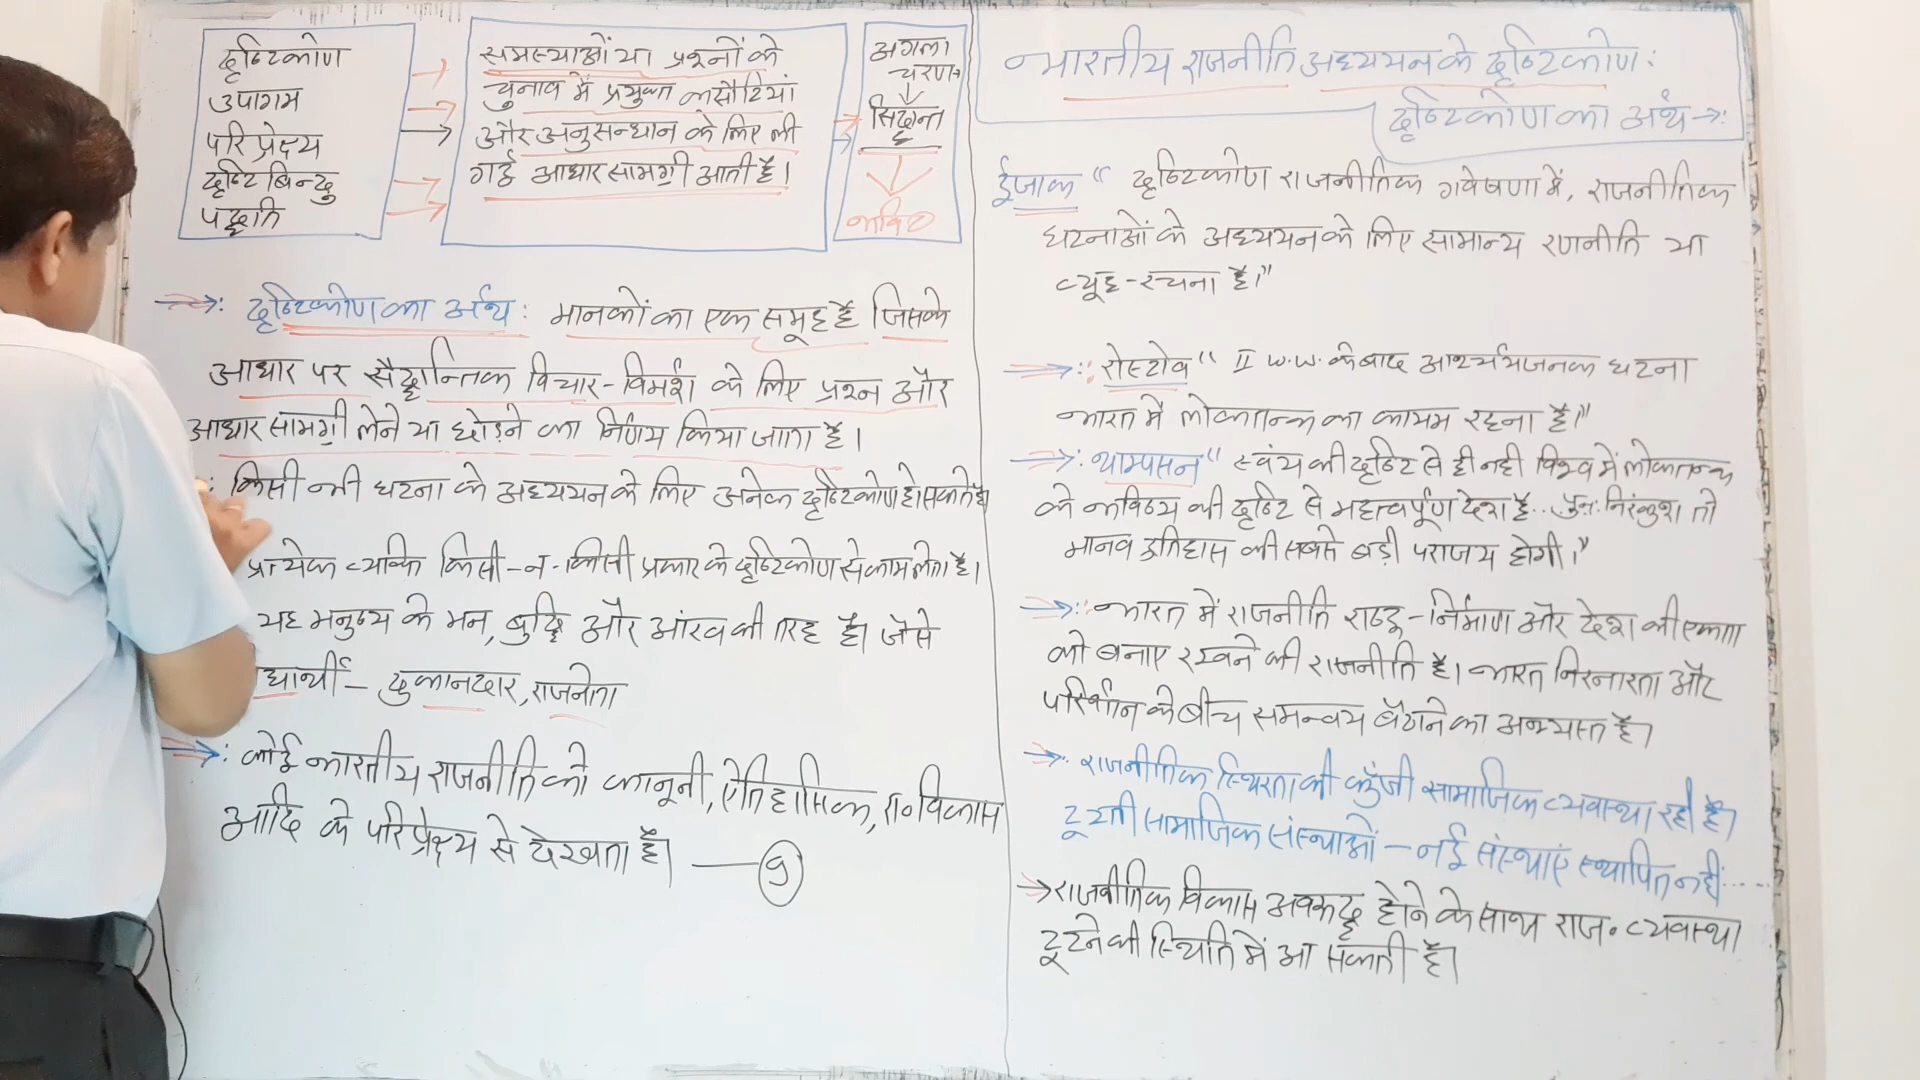 दृष्टिकोण
उपागम
परिप्रेक्ष्य
दृष्टि बिन्दु
पद्धति
समस्याओं या प्रश्नों के
चुनाव में प्रयुक्त कसौटियां
और अनुसन्धान के लिए ली
गई आधार सामग्री आती है।
अगला
चरण→
सिद्धान्त
→: दृष्टिकोण का अर्थ: मानकों का एक समूह है जिसके
आधार पर सैद्धान्तिक विचार-विमर्श के लिए प्रश्न और
आधार सामग्री लेने या छोड़ने का निर्णय किया जाता है।
: किसी भी घटना के अध्ययन के लिए अनेक दृष्टिकोण हो सकते है
प्रत्येक व्यक्ति किसी-न-किसी प्रकार के दृष्टिकोण से काम लेता है।
यह मनुष्य के मन, बुद्धि और आंख की तरह है। जैसे
द्यार्थी- दुकानदार, राजनेता
→: कोई भारतीय राजनीति को कानूनी, ऐतिहासिक, रा॰ विकास
आदि के परिप्रेक्ष्य से देखता है। —9
भारतीय राजनीति अध्ययन के दृष्टिकोण:
दृष्टिकोण का अर्थ→:
ईजाक “ दृष्टिकोण राजनीतिक गवेषणा में, राजनीतिक
घटनाओं के अध्ययन के लिए सामान्य रणनीति या
व्यूह-रचना है।”
→: रोस्टोव “ II w.w. के बाद आश्चर्यजनक घटना
भारत में लोकतन्त्र का कायम रहना है।”
→: थाम्पसन “ स्वंय की दृष्टि से ही नही विश्व में लोकतन्त्र
के भविष्य की दृष्टि से महत्वपूर्ण देश है.. पुनः निरंकुश तो
मानव इतिहास की सबसे बड़ी पराजय होगी।”
→: भारत में राजनीति राष्ट्र-निर्माण और देश की एकता
को बनाए रखने की राजनीति है। भारत निरन्तरता और
परिवर्तन के बीच समन्वय बैठाने का अभ्यस्त है।
→. राजनीतिक स्थिरता की कुँजी सामाजिक व्यवस्था रही है।
टूटती सामाजिक संस्थाओं - नई संस्थाएं स्थापित नहीं.....
→राजनीतिक विकास अवरूद्ध होने के साथ राज॰ व्यवस्था
टूटने की स्थिति में आ सकती है।